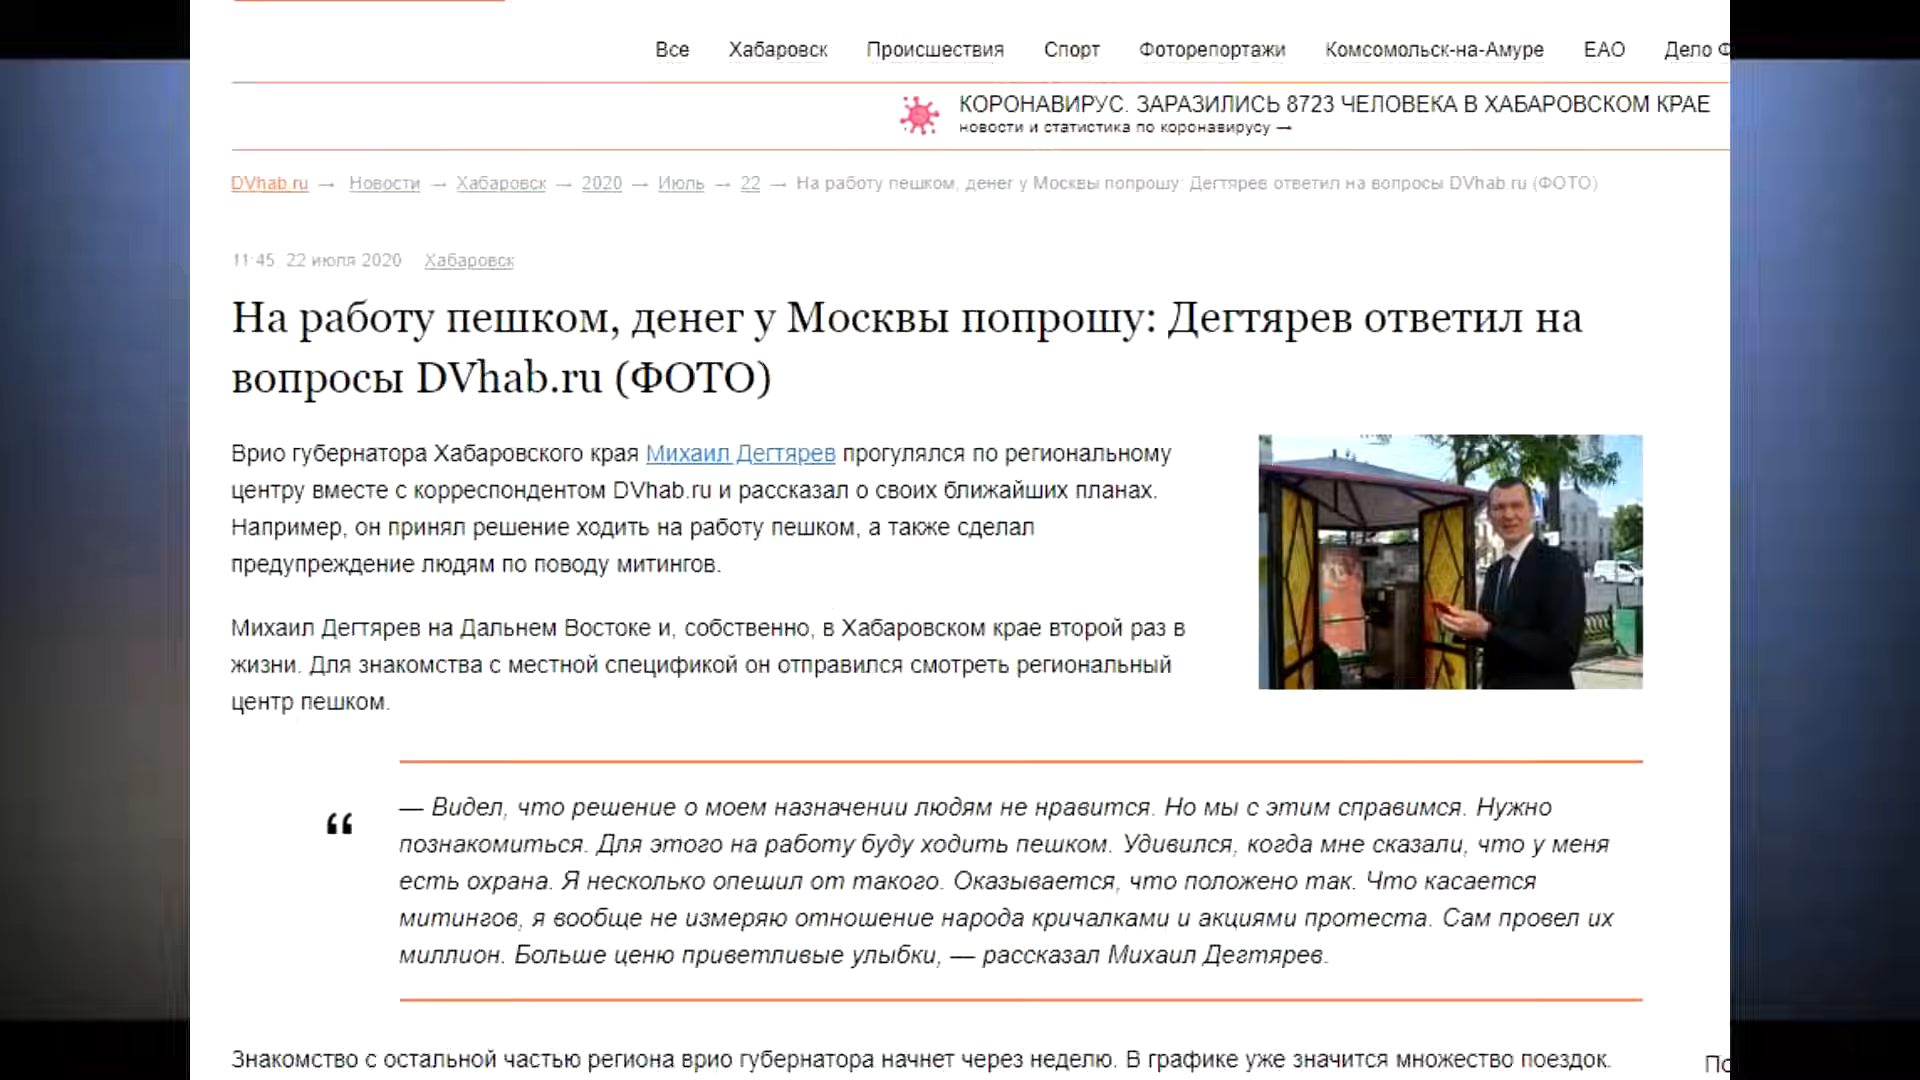 Все Хабаровск Происшествия Спорт Фоторепортажи Комсомольск-на-Амуре ЕАО Дело
КОРОНАВИРУС. ЗАРАЗИЛИСЬ 8723 ЧЕЛОВЕКА В ХАБАРОВСКОМ КРАЕ
новости и статистика по коронавирусу →
DVhab.ru → Новости → Хабаровск → 2020 → Июль → 22 → На работу пешком, денег у Москвы попрошу: Дегтярев ответил на вопросы DVhab.ru (ФОТО)
11:45, 22 июля 2020 Хабаровск
На работу пешком, денег у Москвы попрошу: Дегтярев ответил на
вопросы DVhab.ru (ФОТО)
Врио губернатора Хабаровского края Михаил Дегтярев прогулялся по региональному
центру вместе с корреспондентом DVhab.ru и рассказал о своих ближайших планах.
Например, он принял решение ходить на работу пешком, а также сделал
предупреждение людям по поводу митингов.
Михаил Дегтярев на Дальнем Востоке и, собственно, в Хабаровском крае второй раз в
жизни. Для знакомства с местной спецификой он отправился смотреть региональный
центр пешком.
“ — Видел, что решение о моем назначении людям не нравится. Но мы с этим справимся. Нужно
познакомиться. Для этого на работу буду ходить пешком. Удивился, когда мне сказали, что у меня
есть охрана. Я несколько опешил от такого. Оказывается, что положено так. Что касается
митингов, я вообще не измеряю отношение народа кричалками и акциями протеста. Сам провел их
миллион. Больше ценю приветливые улыбки, — рассказал Михаил Дегтярев.
Знакомство с остальной частью региона врио губернатора начнет через неделю. В графике уже значится множество поездок.